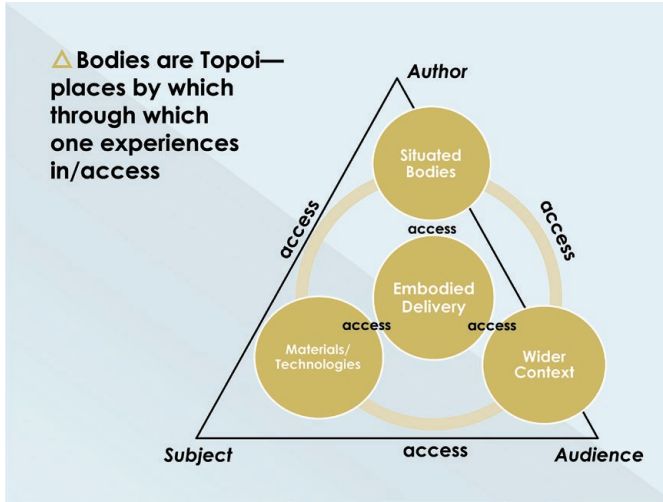 △ Bodies are Topoi—
places by which
through which
one experiences
in/access
Author
Situated
Bodies
access
access
access
Embodied
Delivery
access
access
Materials/
Technologies
Wider
Context
access
Subject
Audience